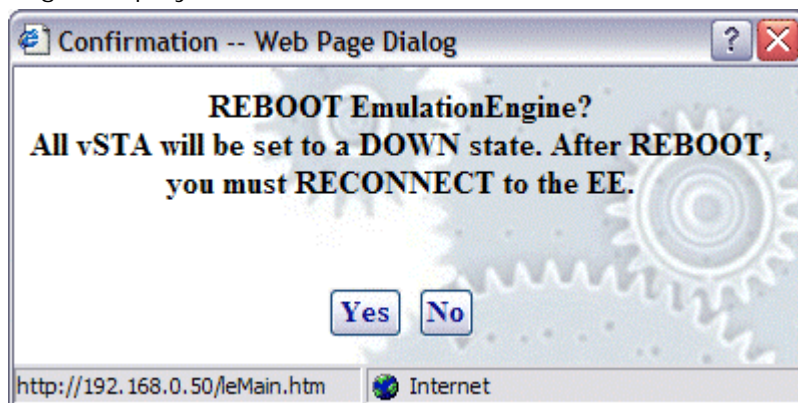 Confirmation -- Web Page Dialog
REBOOT EmulationEngine?
All vSTA will be set to a DOWN state. After REBOOT,
you must RECONNECT to the EE.
Yes No
http://192.168.0.50/leMain.htm Internet